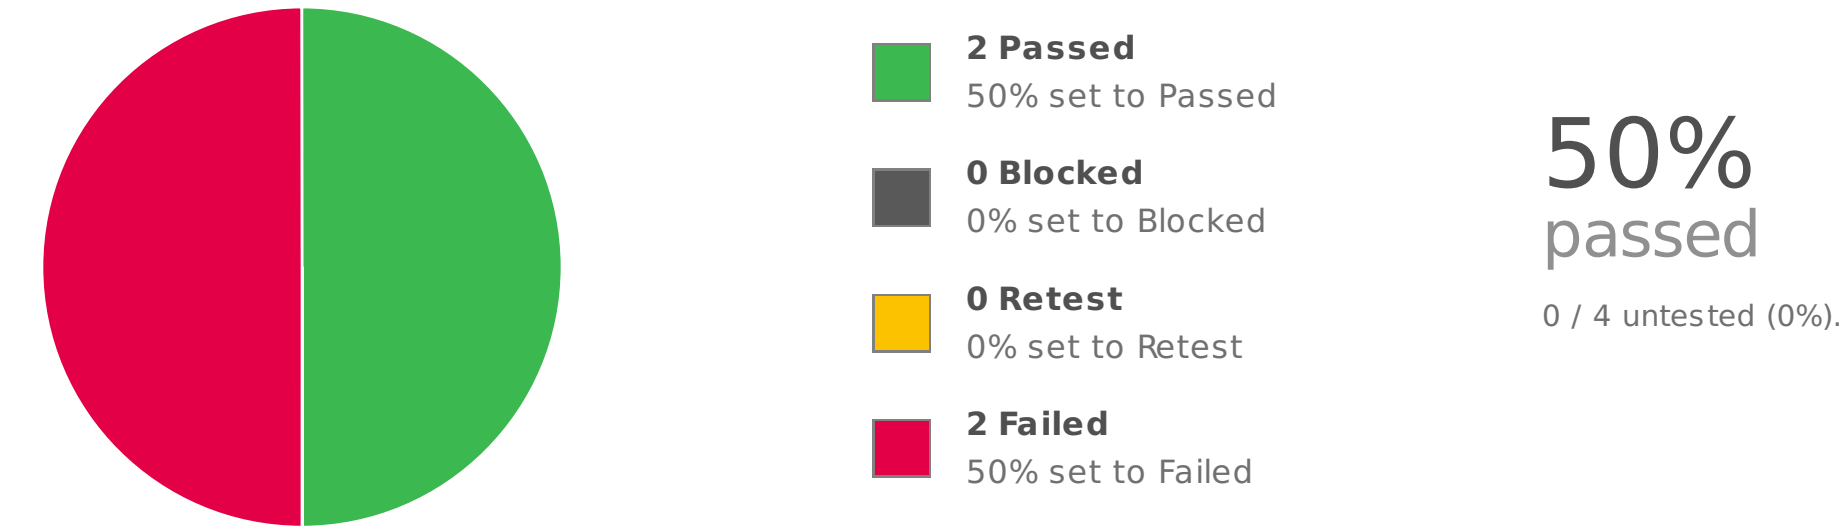 2 Passed
50% set to Passed
0 Blocked
0% set to Blocked
0 Retest
0% set to Retest
2 Failed
50% set to Failed
50%
passed
0 / 4 untested (0%).